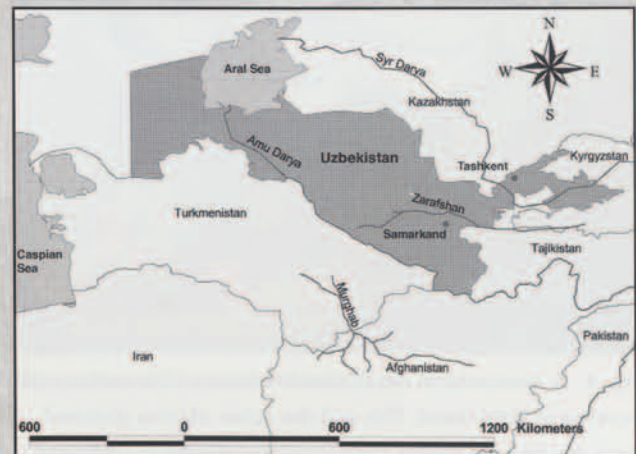 N
Aral Sea
Syr Darya
W
E
Kazakhstan
S
Amu Darya
Uzbekistan
Tashkent
Kyrgyzstan
Zarafshan
Turkmenistan
Samarkand
Caspian
Sea
Tajikistan
Murghab
Pakistan
Iran
Afghanistan
600
0
600
1200 Kilometers